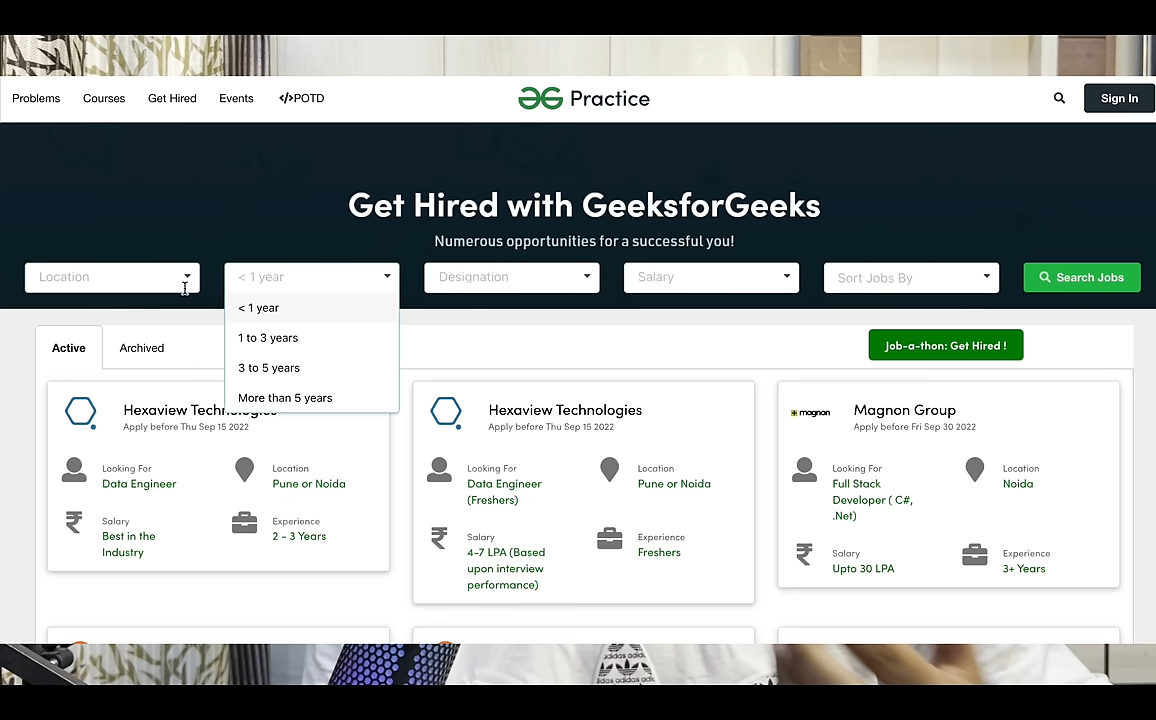 Problems
Courses
Get Hired
Events
</>POTD
Practice
Sign In
Get Hired with GeeksforGeeks
Numerous opportunities for a successful you!
Location
< 1 year
Designation
Salary
Sort Jobs By
Search Jobs
< 1 year
1 to 3 years
3 to 5 years
More than 5 years
Active
Archived
Job-a-thon: Get Hired !
Hexaview Technologies
Apply before Thu Sep 15 2022
Looking For
Data Engineer
Location
Pune or Noida
Salary
Best in the
Industry
Experience
2 - 3 Years
Hexaview Technologies
Apply before Thu Sep 15 2022
Looking For
Data Engineer
(Freshers)
Location
Pune or Noida
Salary
4-7 LPA (Based
upon interview
performance)
Experience
Freshers
magnon
Magnon Group
Apply before Fri Sep 30 2022
Looking For
Full Stack
Developer ( C#,
.Net)
Location
Noida
Salary
Upto 30 LPA
Experience
3+ Years
adidas adidas